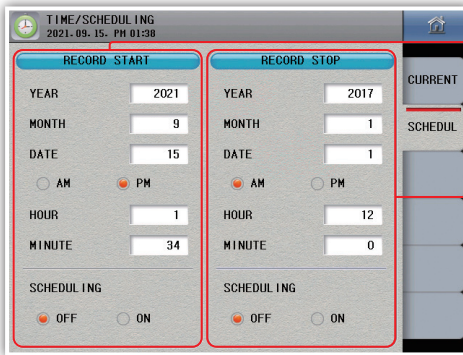 TIME/SCHEDULING
2021. 09. 15. PM 01:38
RECORD START
YEAR 2021
MONTH 9
DATE 15
AM PM
HOUR 1
MINUTE 34
SCHEDULING
OFF ON
RECORD STOP
YEAR 2017
MONTH 1
DATE 1
AM PM
HOUR 12
MINUTE 0
SCHEDULING
OFF ON
CURRENT
SCHEDUL